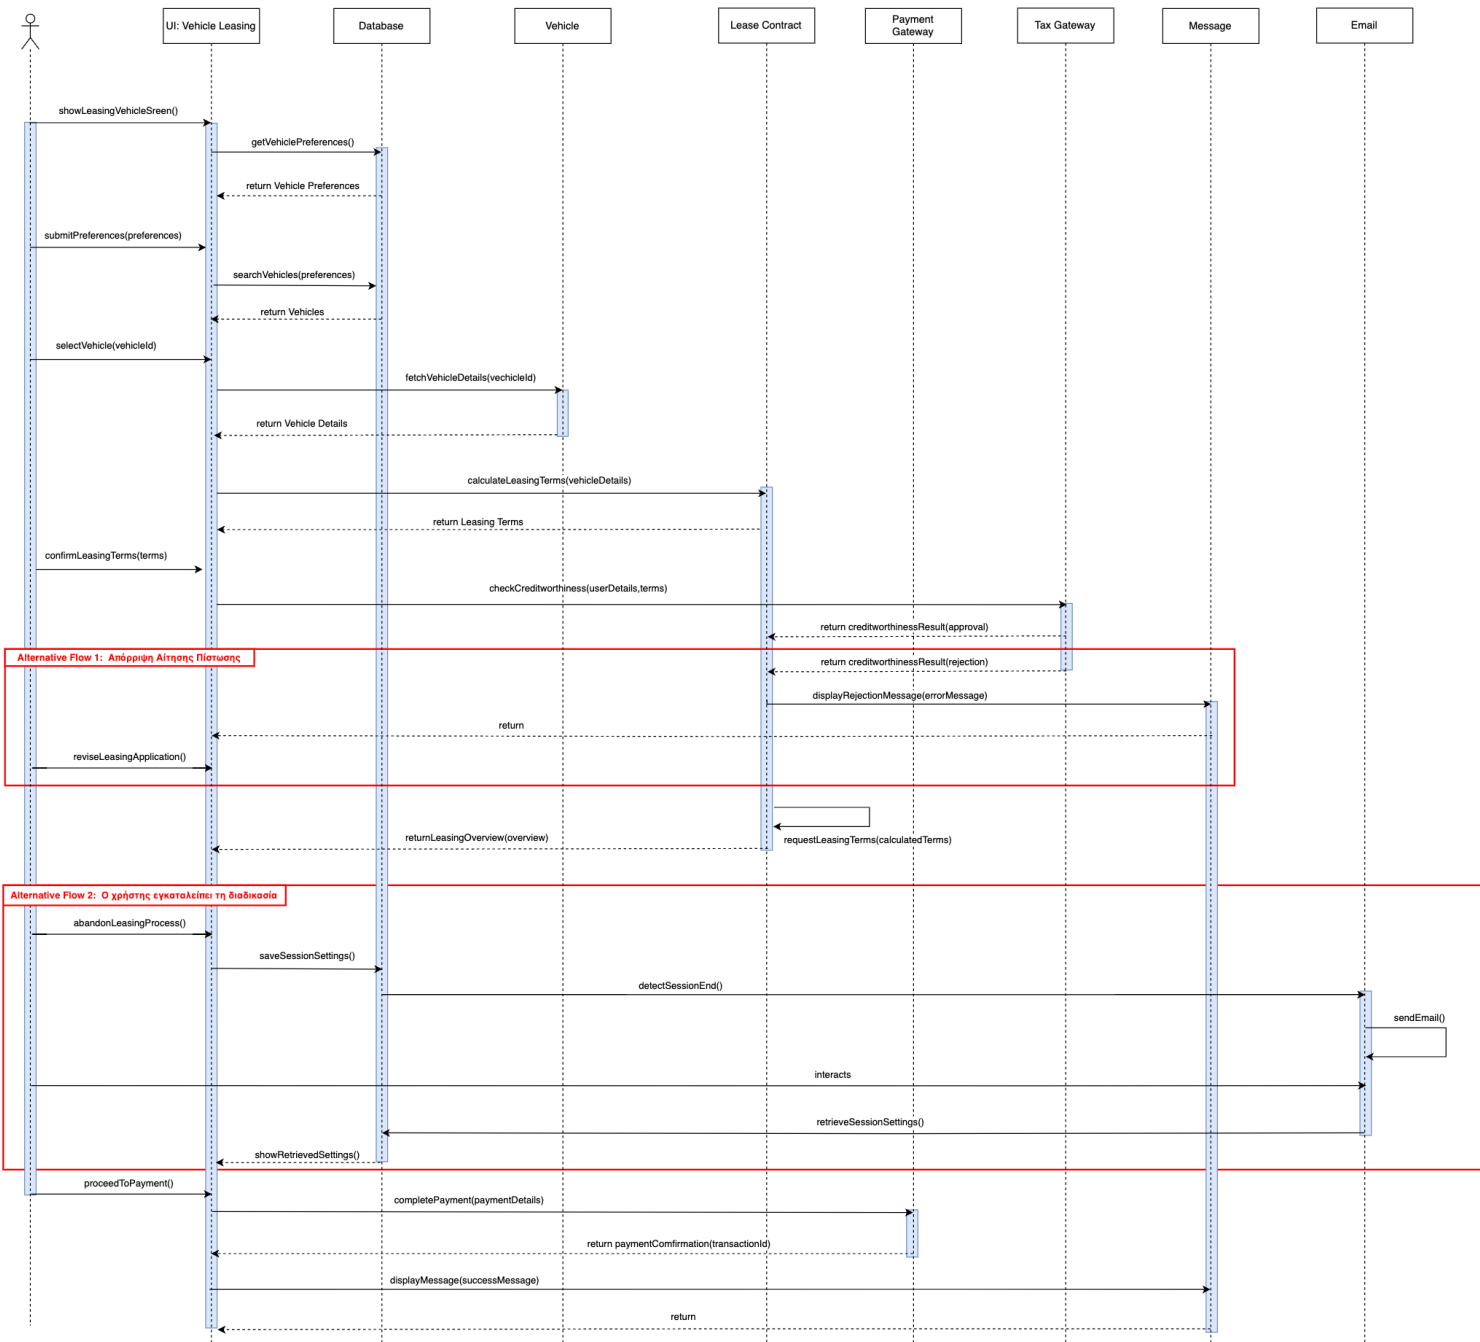 UI: Vehicle Leasing
Database
Vehicle
Lease Contract
Payment
Gateway
Tax Gateway
Message
Email
showLeasingVehicleSreen()
getVehiclePreferences()
return Vehicle Preferences
submitPreferences(preferences)
searchVehicles(preferences)
return Vehicles
selectVehicle(vehicleId)
fetchVehicleDetails(vechicleId)
return Vehicle Details
calculateLeasingTerms(vehicleDetails)
return Leasing Terms
confirmLeasingTerms(terms)
checkCreditworthiness(userDetails,terms)
return creditworthinessResult(approval)
Alternative Flow 1: Απόρριψη Αίτησης Πίστωσης
return creditworthinessResult(rejection)
displayRejectionMessage(errorMessage)
return
reviseLeasingApplication()
returnLeasingOverview(overview)
requestLeasingTerms(calculatedTerms)
Alternative Flow 2: Ο χρήστης εγκαταλείπει τη διαδικασία
abandonLeasingProcess()
saveSessionSettings()
detectSessionEnd()
sendEmail()
interacts
retrieveSessionSettings()
showRetrievedSettings()
proceedToPayment()
completePayment(paymentDetails)
return paymentComfirmation(transactionId)
displayMessage(successMessage)
return